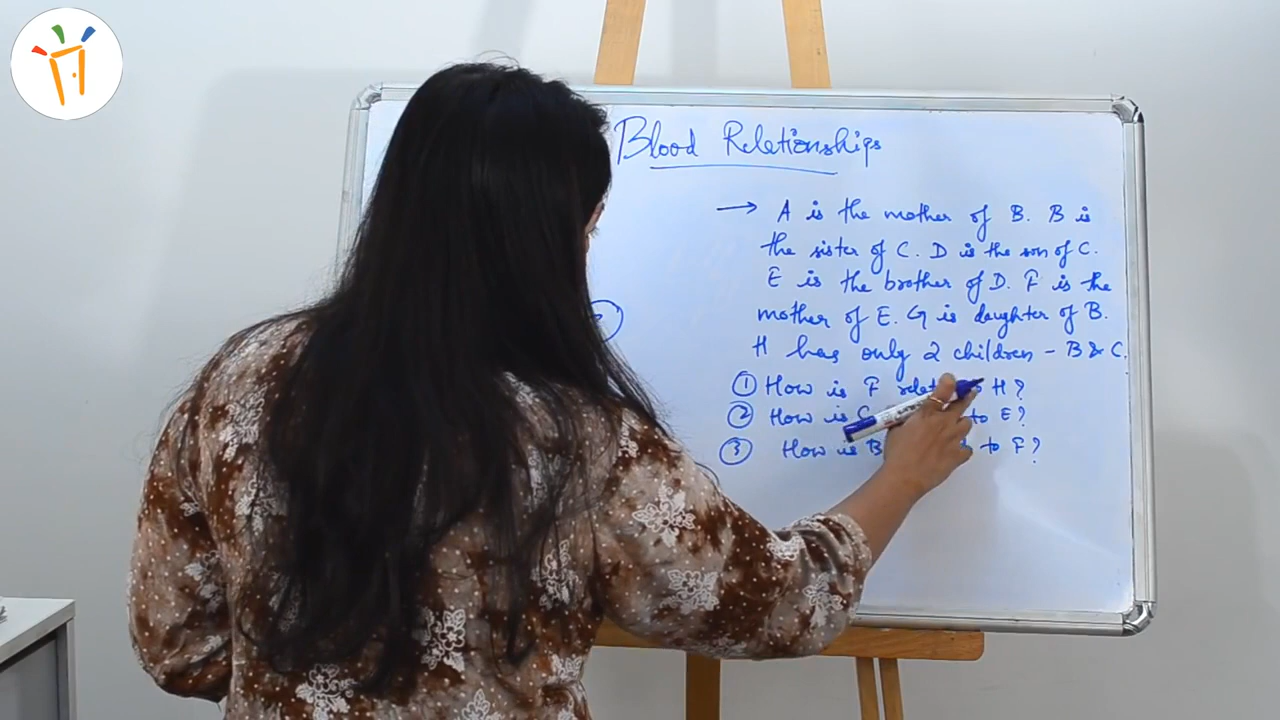 Blood Relationships
→ A is the mother of B. B is
the sister of C. D is the son of C.
E is the brother of D. F is the
mother of E. G is daughter of B.
H has only 2 children - B & C.
① How is F H?
② How is to E?
③ How is B to F?